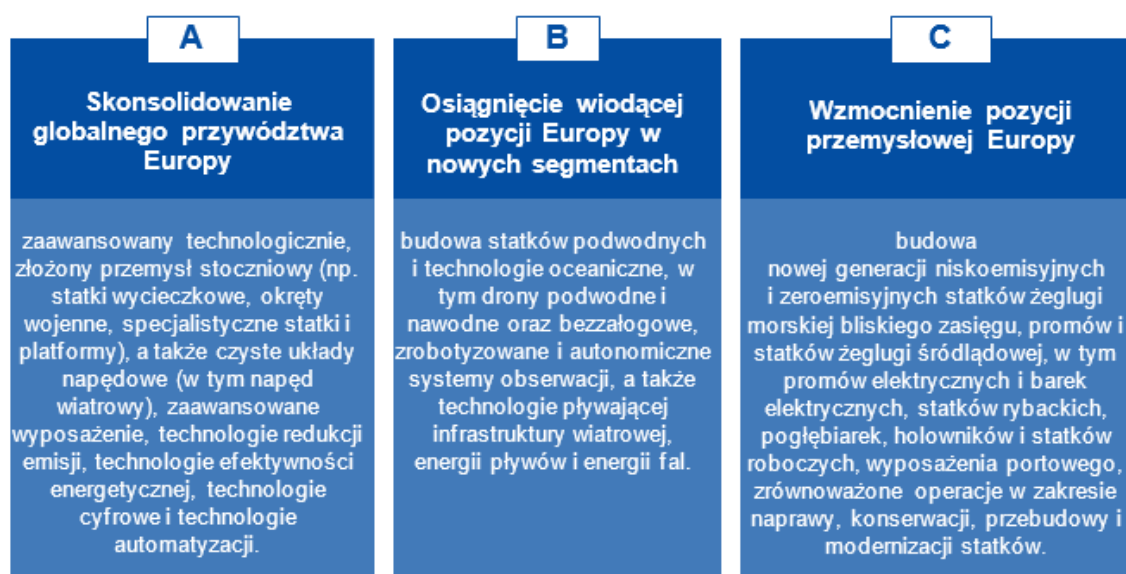 A
Skonsolidowanie
globalnego przywództwa
Europy
zaawansowany technologicznie,
złożony przemysł stoczniowy (np.
statki wycieczkowe, okręty
wojenne, specjalistyczne statki i
platformy), a także czyste układy
napędowe (w tym napęd
wiatrowy), zaawansowane
wyposażenie, technologie redukcji
emisji, technologie efektywności
energetycznej, technologie
cyfrowe i technologie
automatyzacji.
B
Osiągnięcie wiodącej
pozycji Europy w
nowych segmentach
budowa statków podwodnych
i technologie oceaniczne, w
tym drony podwodne i
nawodne oraz bezzałogowe,
zrobotyzowane i autonomiczne
systemy obserwacji, a także
technologie pływającej
infrastruktury wiatrowej,
energii pływów i energii fal.
C
Wzmocnienie pozycji
przemysłowej Europy
budowa
nowej generacji niskoemisyjnych
i zeroemisyjnych statków żeglugi
morskiej bliskiego zasięgu, promów i
statków żeglugi śródlądowej, w tym
promów elektrycznych i barek
elektrycznych, statków rybackich,
pogłębiarek, holowników i statków
roboczych, wyposażenia portowego,
zrównoważone operacje w zakresie
naprawy, konserwacji, przebudowy i
modernizacji statków.